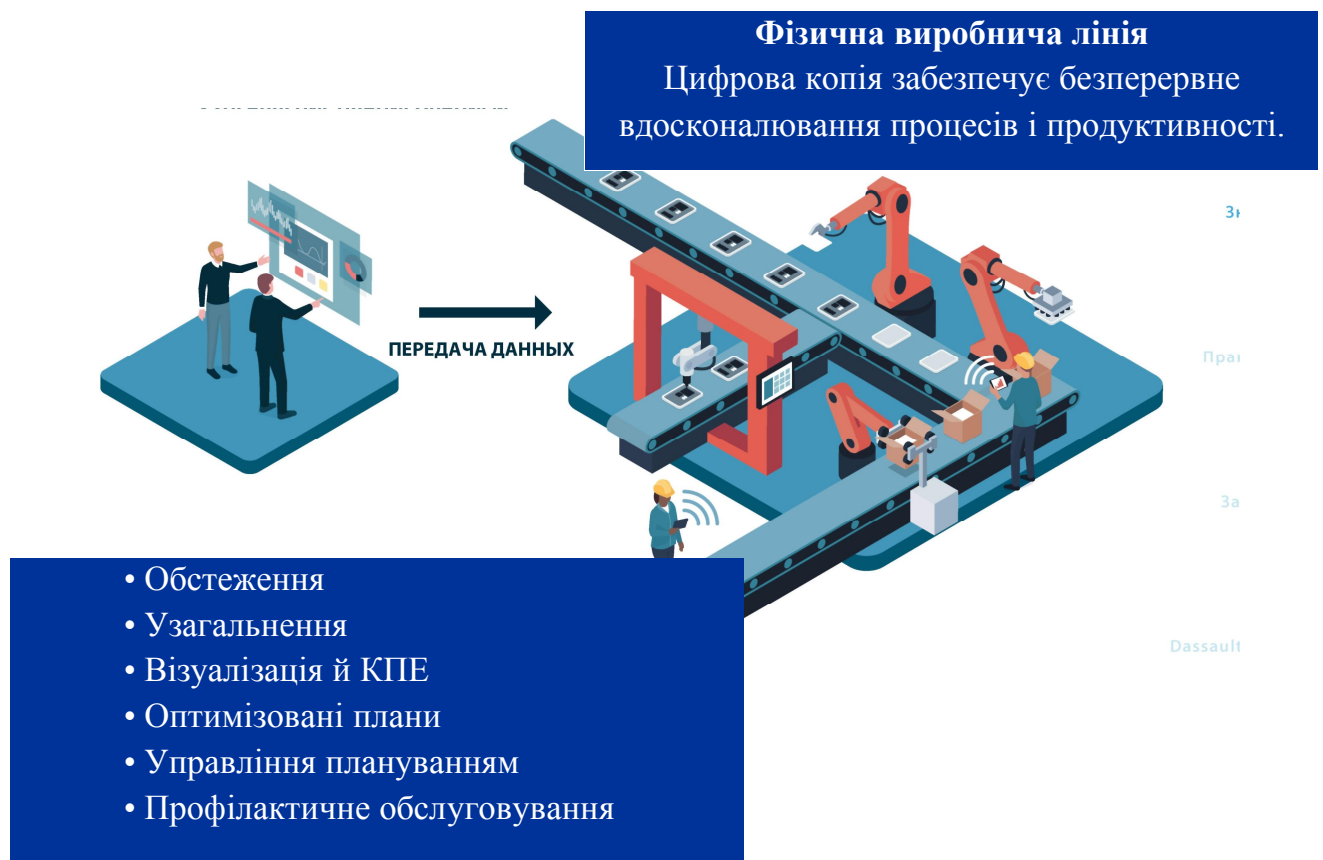 Фізична виробнича лінія
Цифрова копія забезпечує безперервне
вдосконалювання процесів і продуктивності.
ПЕРЕДАЧА ДАННЫХ
• Обстеження
• Узагальнення
• Візуалізація й КПЕ
• Оптимізовані плани
• Управління плануванням
• Профілактичне обслуговування
Dassault